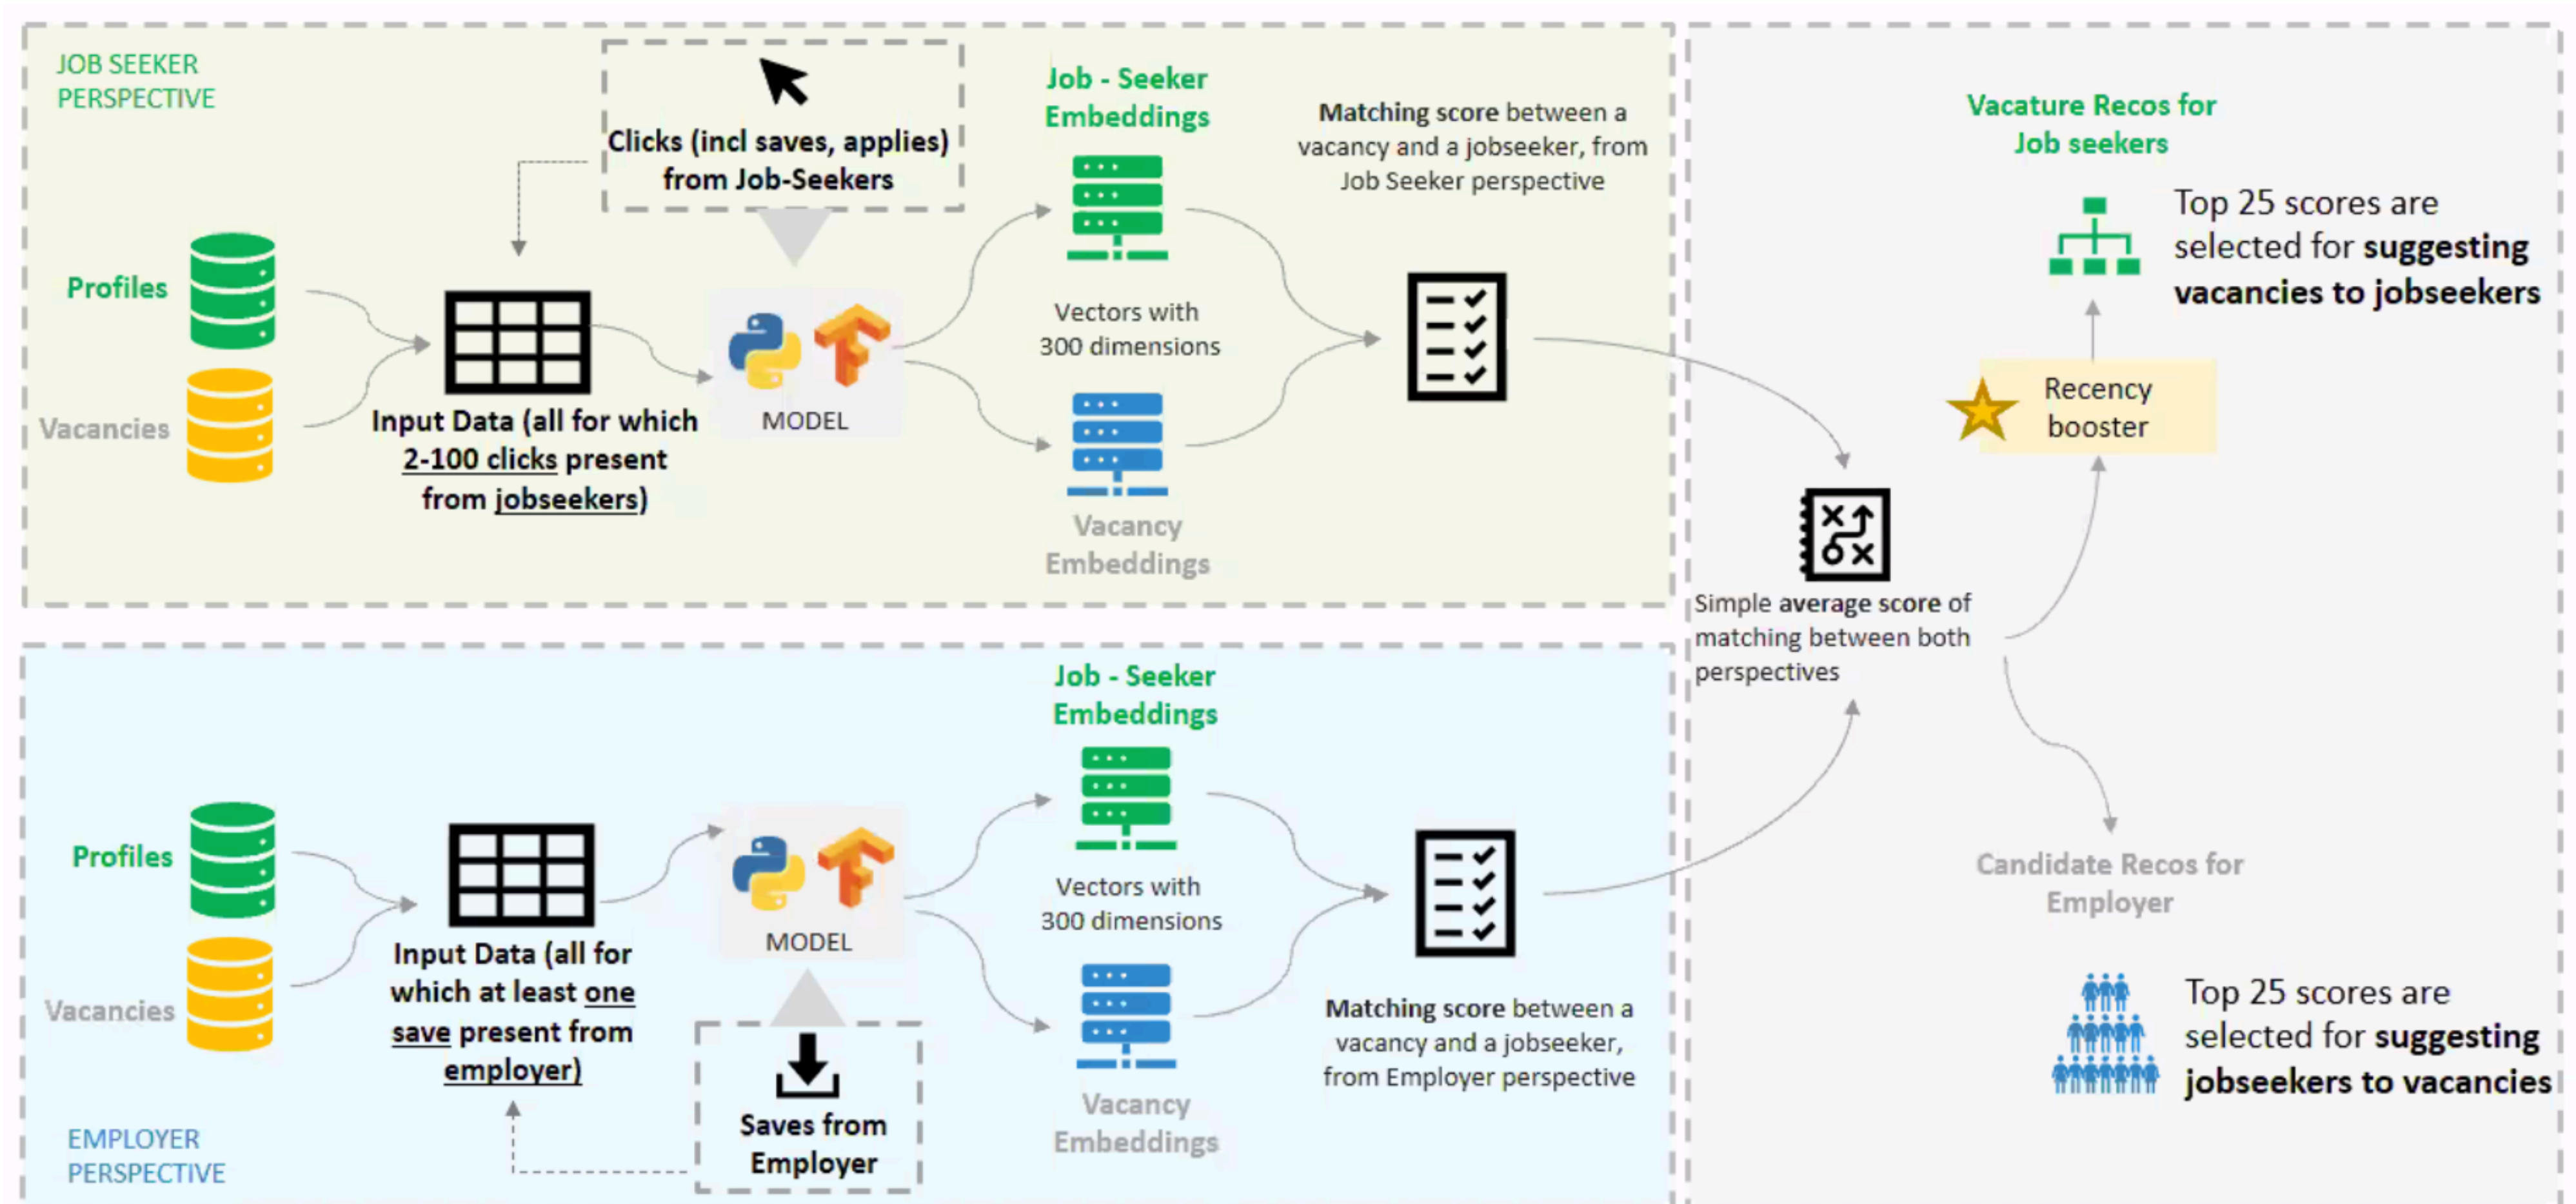 JOB SEEKER
PERSPECTIVE
Clicks (incl saves, applies)
from Job-Seekers
Profiles
Vacancies
Input Data (all for which
2-100 clicks present
from jobseekers)
MODEL
Job - Seeker
Embeddings
Vectors with
300 dimensions
Vacancy
Embeddings
Matching score between a
vacancy and a jobseeker, from
Job Seeker perspective
EMPLOYER
PERSPECTIVE
Profiles
Vacancies
Input Data (all for
which at least one
save present from
employer)
MODEL
Saves from
Employer
Job - Seeker
Embeddings
Vectors with
300 dimensions
Vacancy
Embeddings
Matching score between a
vacancy and a jobseeker,
from Employer perspective
Simple average score of
matching between both
perspectives
Vacature Recos for
Job seekers
Top 25 scores are
selected for suggesting
vacancies to jobseekers
Recency
booster
Candidate Recos for
Employer
Top 25 scores are
selected for suggesting
jobseekers to vacancies